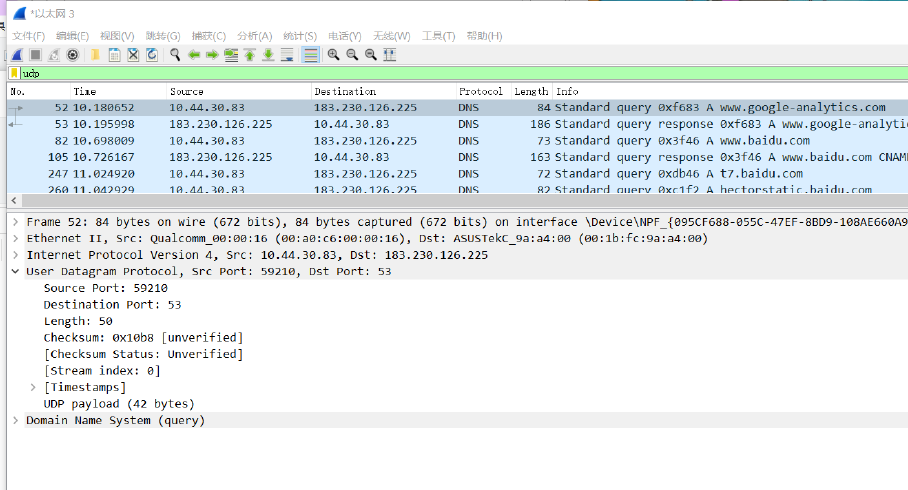 *以太网 3
文件(F) 编辑(E) 视图(V) 跳转(G) 捕获(C) 分析(A) 统计(S) 电话(Y) 无线(W) 工具(T) 帮助(H)
udp
No. Time Source Destination Protocol Length Info
52 10.180652 10.44.30.83 183.230.126.225 DNS 84 Standard query 0xf683 A www.google-analytics.com
53 10.195998 183.230.126.225 10.44.30.83 DNS 186 Standard query response 0xf683 A www.google-analytic
82 10.698009 10.44.30.83 183.230.126.225 DNS 73 Standard query 0x3f46 A www.baidu.com
105 10.726167 183.230.126.225 10.44.30.83 DNS 163 Standard query response 0x3f46 A www.baidu.com CNAM
247 11.024920 10.44.30.83 183.230.126.225 DNS 72 Standard query 0xdb46 A t7.baidu.com
260 11.042929 10.44.30.83 183.230.126.225 DNS 82 Standard query 0xc1f2 A hectorstatic.baidu.com
Frame 52: 84 bytes on wire (672 bits), 84 bytes captured (672 bits) on interface \Device\NPF_{095CF688-055C-47EF-8BD9-108AE660A9
Ethernet II, Src: Qualcomm_00:00:16 (00:a0:c6:00:00:16), Dst: ASUSTekC_9a:a4:00 (00:1b:fc:9a:a4:00)
Internet Protocol Version 4, Src: 10.44.30.83, Dst: 183.230.126.225
User Datagram Protocol, Src Port: 59210, Dst Port: 53
Source Port: 59210
Destination Port: 53
Length: 50
Checksum: 0x10b8 [unverified]
[Checksum Status: Unverified]
[Stream index: 0]
[Timestamps]
UDP payload (42 bytes)
Domain Name System (query)